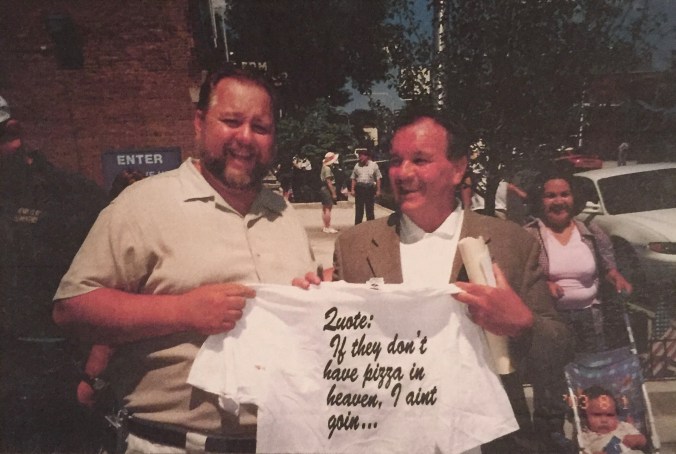 ENTER
Quote:
If they don't
have pizza in
heaven, I aint
goin...